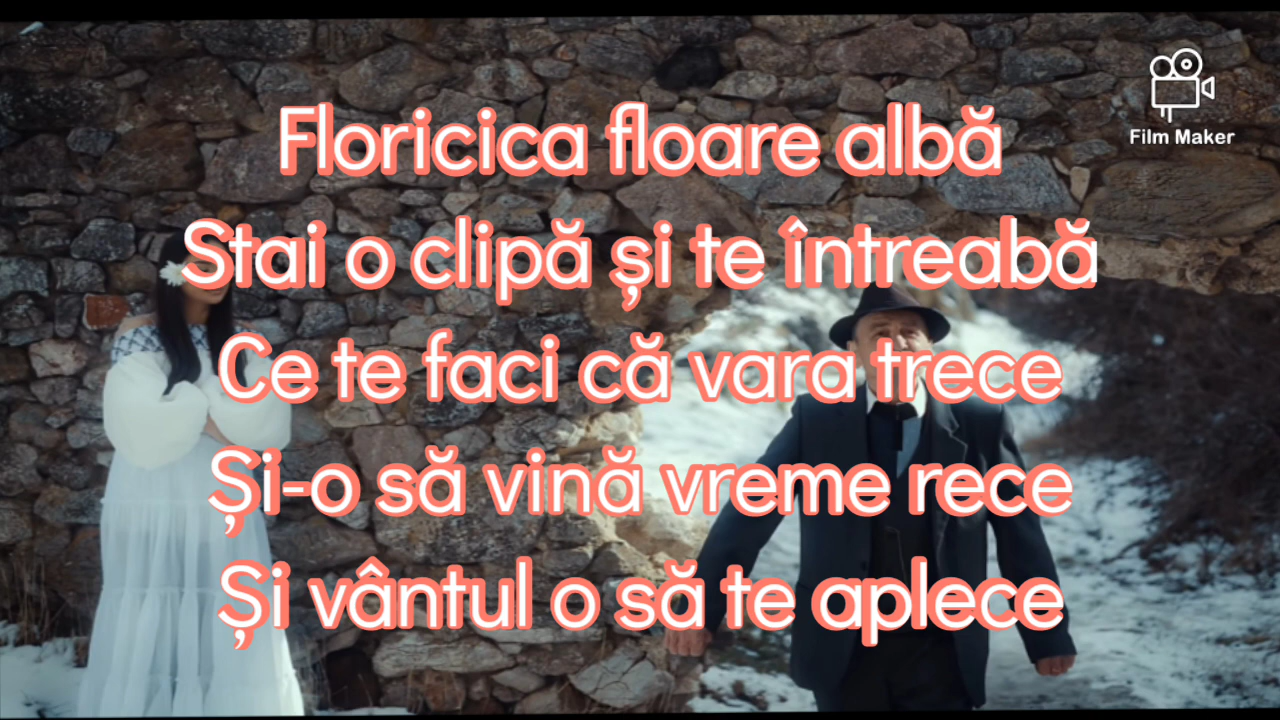 Film Maker
Floricica floare albă
Stai o clipă și te întreabă
Ce te faci că vara trece
Și-o să vină vreme rece
Și vântul o să te aplece